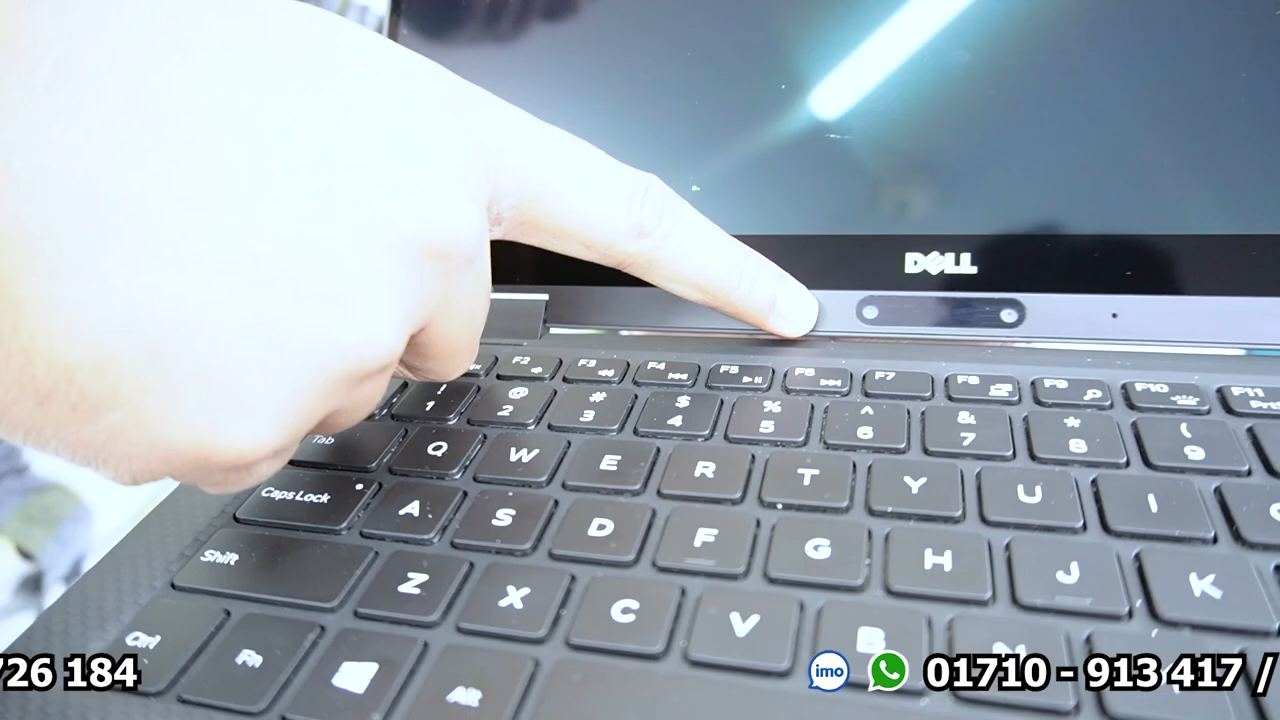 DELL
F2 F3 F4 F5 F6 F7 F8 F9 F10 F11
! 1 @ 2 # 3 $ 4 % 5 ^ 6 & 7 * 8 ( 9
Tab Q W E R T Y U I
Caps Lock A S D F G H J K
Shift Z X C V B N
Ctrl Fn Alt
726 184 imo 01710 - 913 417 /